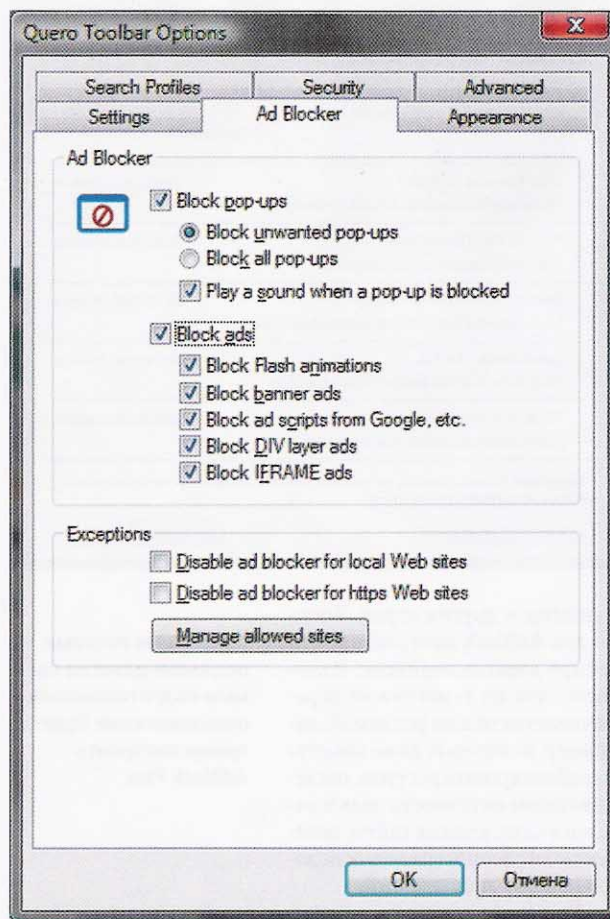 Quero Toolbar Options
Search Profiles
Security
Advanced
Settings
Ad Blocker
Appearance
Ad Blocker
Block pop-ups
Block unwanted pop-ups
Block all pop-ups
Play a sound when a pop-up is blocked
Block ads
Block Flash animations
Block banner ads
Block ad scripts from Google, etc.
Block DIV layer ads
Block IFRAME ads
Exceptions
Disable ad blocker for local Web sites
Disable ad blocker for https Web sites
Manage allowed sites
OK
Отмена